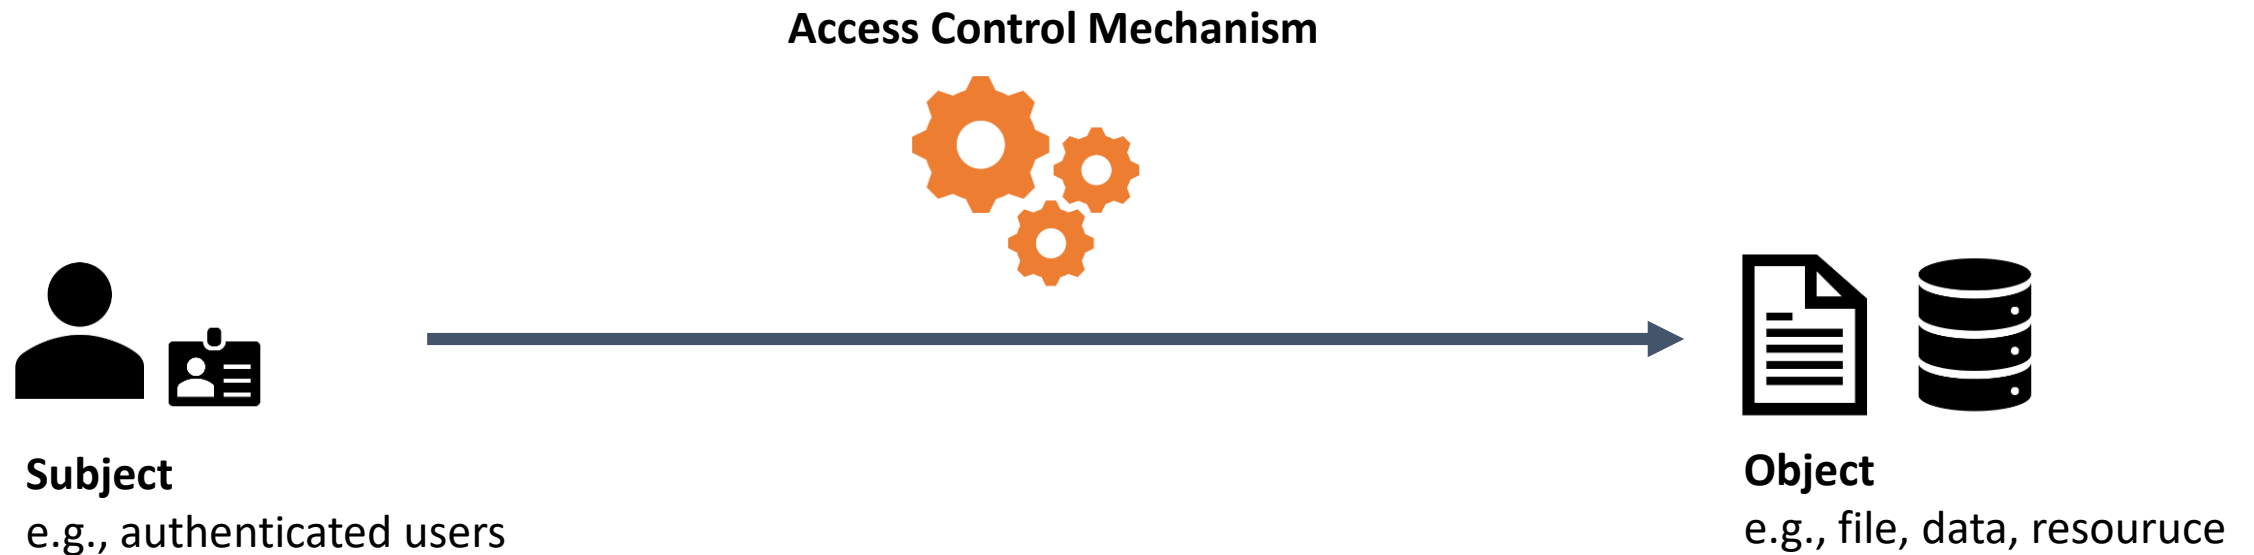 Access Control Mechanism
Subject
e.g., authenticated users
Object
e.g., file, data, resouruce